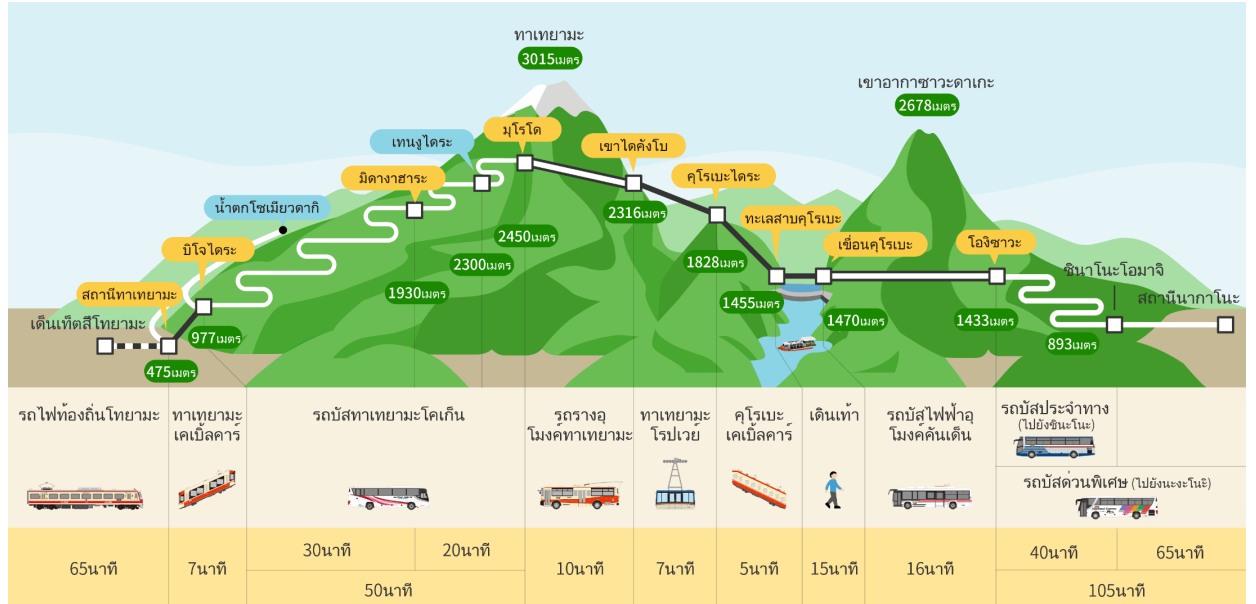 ทาเทยามะ
3015เมตร
เขาอากาซาวะดาเกะ
2678เมตร
มุโรโด
เทนงูไดระ
เขาไดคังโบ
มิดางาฮาระ
คุโรเบะไดระ
น้ำตกโชเมียวดากิ
ทะเลสาบคุโรเบะ
บิโจไดระ
เขื่อนคุโรเบะ
โองิซาวะ
ชินาโนะโอมาจิ
สถานีทาเทยามะ
สถานีนากาโนะ
เด็นเท็ตสึโทยามะ
2316เมตร
2450เมตร
2300เมตร
1828เมตร
1930เมตร
1455เมตร
1470เมตร
1433เมตร
977เมตร
893เมตร
475เมตร
รถไฟท้องถิ่นโทยามะ
ทาเทยามะ
เคเบิ้ลคาร์
รถบัสทาเทยามะโคเก็น
รถรางอุ
โมงค์ทาเทยามะ
ทาเทยามะ
โรปเวย์
คุโรเบะ
เคเบิ้ลคาร์
เดินเท้า
รถบัสไฟฟ้าอุ
โมงค์คันเด็น
รถบัสประจำทาง
(ไปยังชินะโนะ)
รถบัสด่วนพิเศษ (ไปยังนะงะโนะ)
65นาที
7นาที
30นาที
20นาที
50นาที
10นาที
7นาที
5นาที
15นาที
16นาที
40นาที
65นาที
105นาที